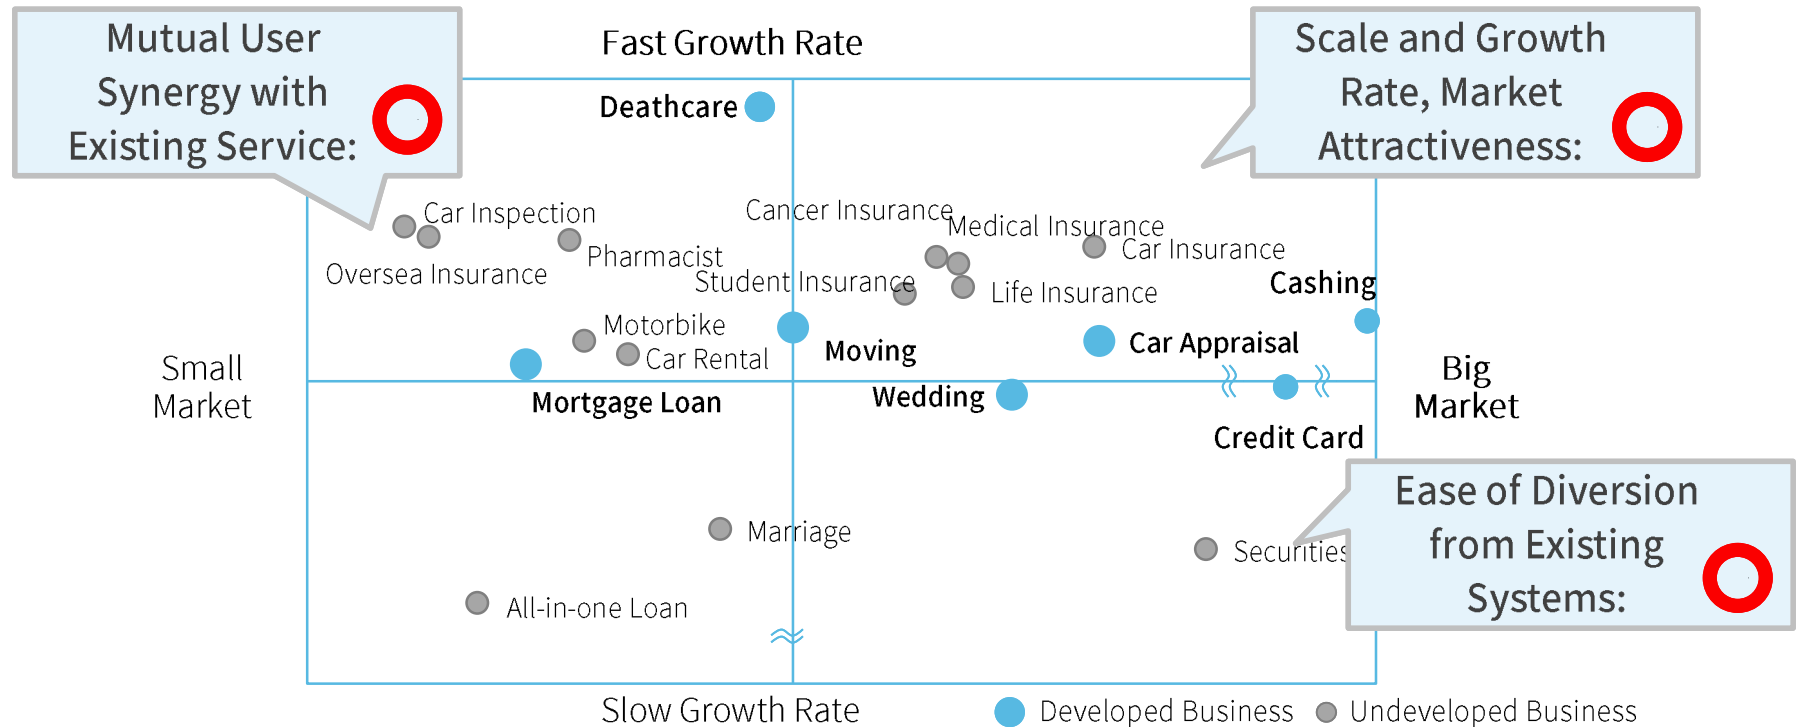 Mutual User
Synergy with
Existing Service:
Fast Growth Rate
Scale and Growth
Rate, Market
Attractiveness:
Deathcare
Car Inspection
Oversea Insurance
Pharmacist
Cancer Insurance
Medical Insurance
Car Insurance
Student Insurance
Life Insurance
Cashing
Motorbike
Car Rental
Moving
Car Appraisal
Small
Market
Mortgage Loan
Wedding
Credit Card
Big
Market
Marriage
Securities
Ease of Diversion
from Existing
Systems:
All-in-one Loan
Slow Growth Rate
Developed Business
Undeveloped Business